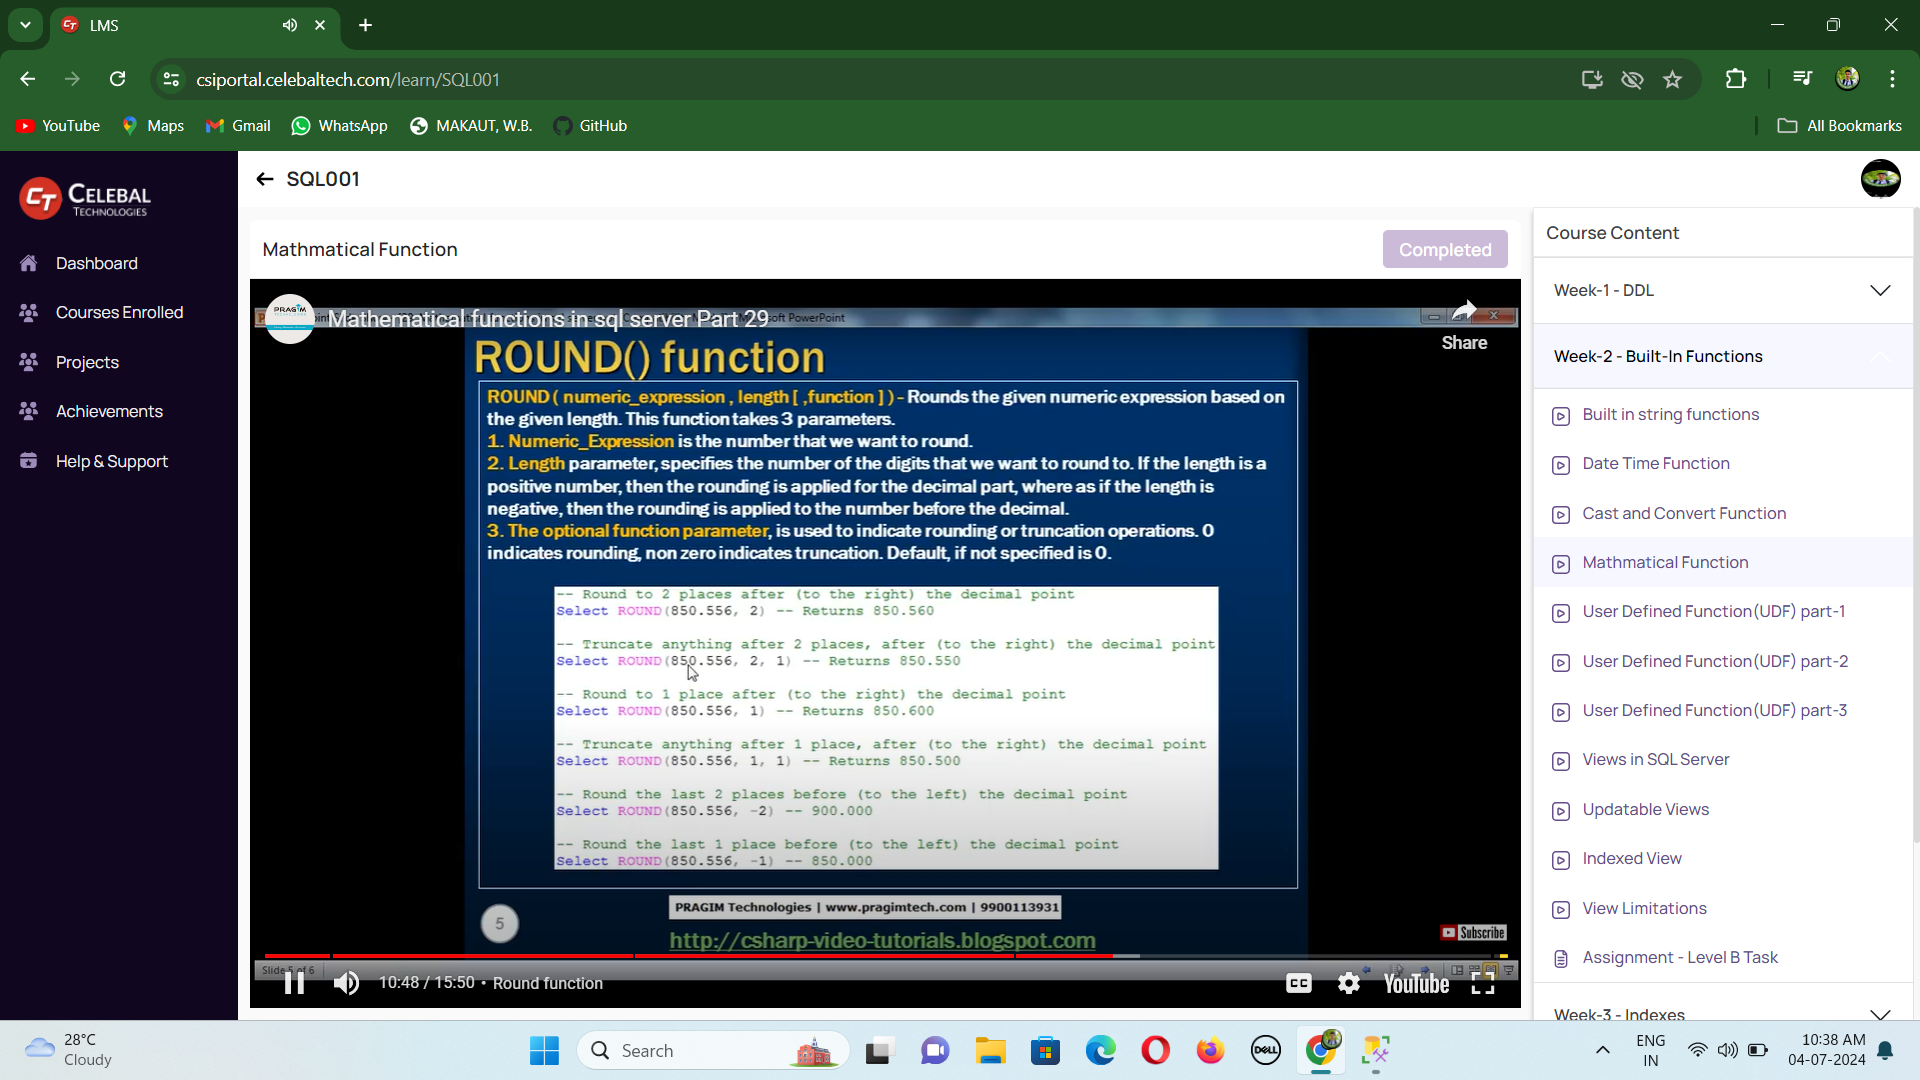 LMS
csiportal.celebaltech.com/learn/SQL001
YouTube
Maps
Gmail
WhatsApp
MAKAUT, W.B.
GitHub
All Bookmarks
CT CELEBAL
TECHNOLOGIES
Dashboard
Courses Enrolled
Projects
Achievements
Help & Support
SQL001
Mathmatical Function
Completed
PRAGIM
Mathematical functions in sql server Part 29
soft PowerPoint
Share
ROUND() function
ROUND ( numeric_expression , length [ ,function ] ) - Rounds the given numeric expression based on
the given length. This function takes 3 parameters.
1. Numeric_Expression is the number that we want to round.
2. Length parameter, specifies the number of the digits that we want to round to. If the length is a
positive number, then the rounding is applied for the decimal part, where as if the length is
negative, then the rounding is applied to the number before the decimal.
3. The optional function parameter, is used to indicate rounding or truncation operations. 0
indicates rounding, non zero indicates truncation. Default, if not specified is 0.
-- Round to 2 places after (to the right) the decimal point
Select ROUND(850.556, 2) -- Returns 850.560
-- Truncate anything after 2 places, after (to the right) the decimal point
Select ROUND(850.556, 2, 1) -- Returns 850.550
-- Round to 1 place after (to the right) the decimal point
Select ROUND(850.556, 1) -- Returns 850.600
-- Truncate anything after 1 place, after (to the right) the decimal point
Select ROUND(850.556, 1, 1) -- Returns 850.500
-- Round the last 2 places before (to the left) the decimal point
Select ROUND(850.556, -2) -- 900.000
-- Round the last 1 place before (to the left) the decimal point
Select ROUND(850.556, -1) -- 850.000
5
PRAGIM Technologies | www.pragimtech.com | 9900113931
http://csharp-video-tutorials.blogspot.com
Subscribe
Slide 5 of 6
10:48 / 15:50 • Round function
CC
YouTube
Course Content
Week-1 - DDL
Week-2 - Built-In Functions
Built in string functions
Date Time Function
Cast and Convert Function
Mathmatical Function
User Defined Function(UDF) part-1
User Defined Function(UDF) part-2
User Defined Function(UDF) part-3
Views in SQL Server
Updatable Views
Indexed View
View Limitations
Assignment - Level B Task
Week-3 - Indexes
28°C
Cloudy
Search
DELL
ENG
IN
10:38 AM
04-07-2024